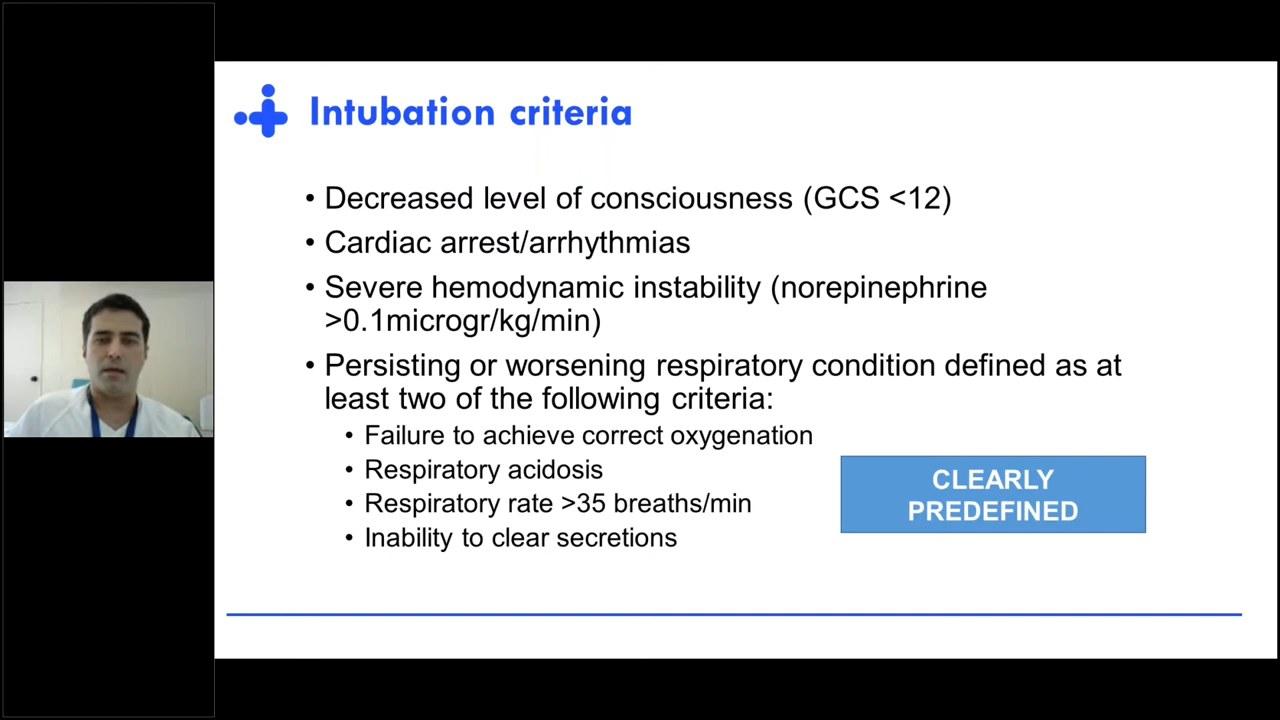 Intubation criteria
• Decreased level of consciousness (GCS <12)
• Cardiac arrest/arrhythmias
• Severe hemodynamic instability (norepinephrine
>0.1microgr/kg/min)
• Persisting or worsening respiratory condition defined as at
least two of the following criteria:
• Failure to achieve correct oxygenation
• Respiratory acidosis
• Respiratory rate >35 breaths/min
• Inability to clear secretions
CLEARLY
PREDEFINED